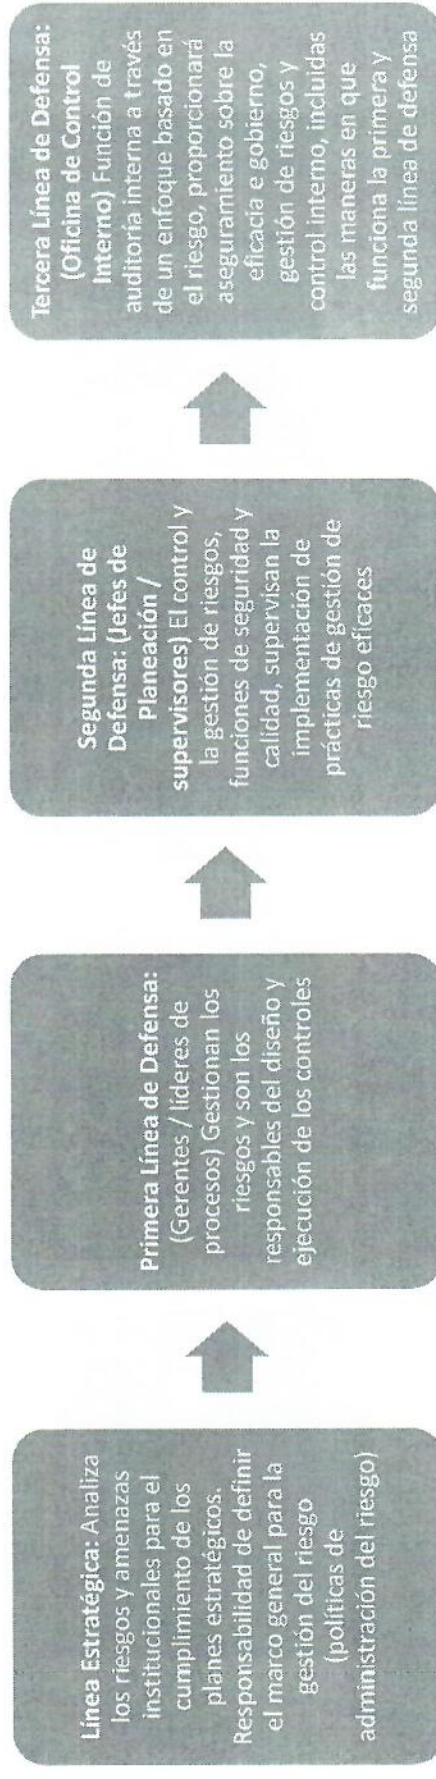 Línea Estratégica: Analiza
los riesgos y amenazas
institucionales para el
cumplimiento de los
planes estratégicos.
Responsabilidad de definir
el marco general para la
gestión del riesgo
(políticas de
administración del riesgo)
Primera Línea de Defensa:
(Gerentes / líderes de
procesos) Gestionan los
riesgos y son los
responsables del diseño y
ejecución de los controles
Segunda Línea de
Defensa: (Jefes de
Planeación /
supervisores) El control y
la gestión de riesgos,
funciones de seguridad y
calidad, supervisan la
implementación de
prácticas de gestión de
riesgo eficaces
Tercera Línea de Defensa:
(Oficina de Control
Interno) Función de
auditoría interna a través
de un enfoque basado en
el riesgo, proporcionará
aseguramiento sobre la
eficacia e gobierno,
gestión de riesgos y
control interno, incluidas
las maneras en que
funciona la primera y
segunda línea de defensa